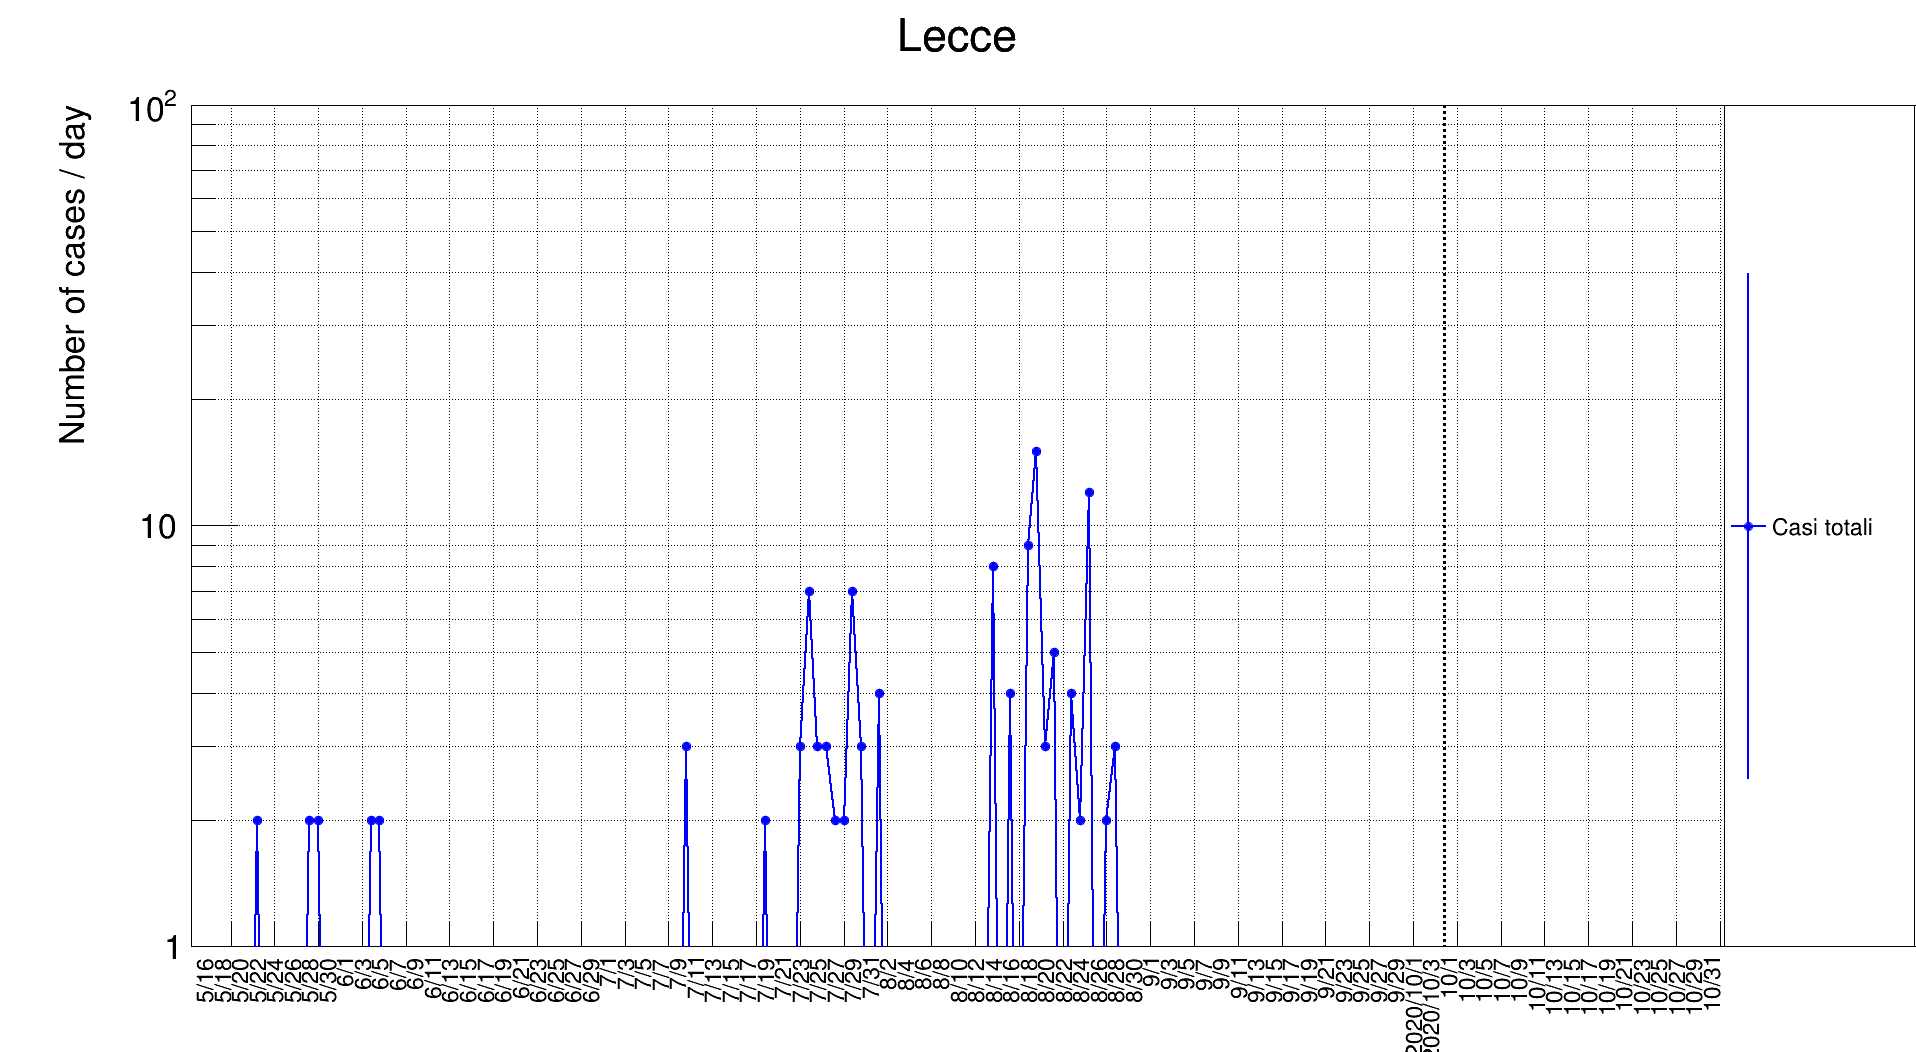 Lecce
Number of cases / day
10²
10
1
Casi totali
5/16 5/18 5/20 5/22 5/24 5/26 5/28 5/30 6/1 6/3 6/5 6/7 6/9 6/11 6/13 6/15 6/17 6/19 6/21 6/23 6/25 6/27 6/29 7/1 7/3 7/5 7/7 7/9 7/11 7/13 7/15 7/17 7/19 7/21 7/23 7/25 7/27 7/29 7/31 8/2 8/4 8/6 8/8 8/10 8/12 8/14 8/16 8/18 8/20 8/22 8/24 8/26 8/28 8/30 9/1 9/3 9/5 9/7 9/9 9/11 9/13 9/15 9/17 9/19 9/21 9/23 9/25 9/27 9/29 2020/10/1 2020/10/3 10/1 10/3 10/5 10/7 10/9 10/11 10/13 10/15 10/17 10/19 10/21 10/23 10/25 10/27 10/29 10/31